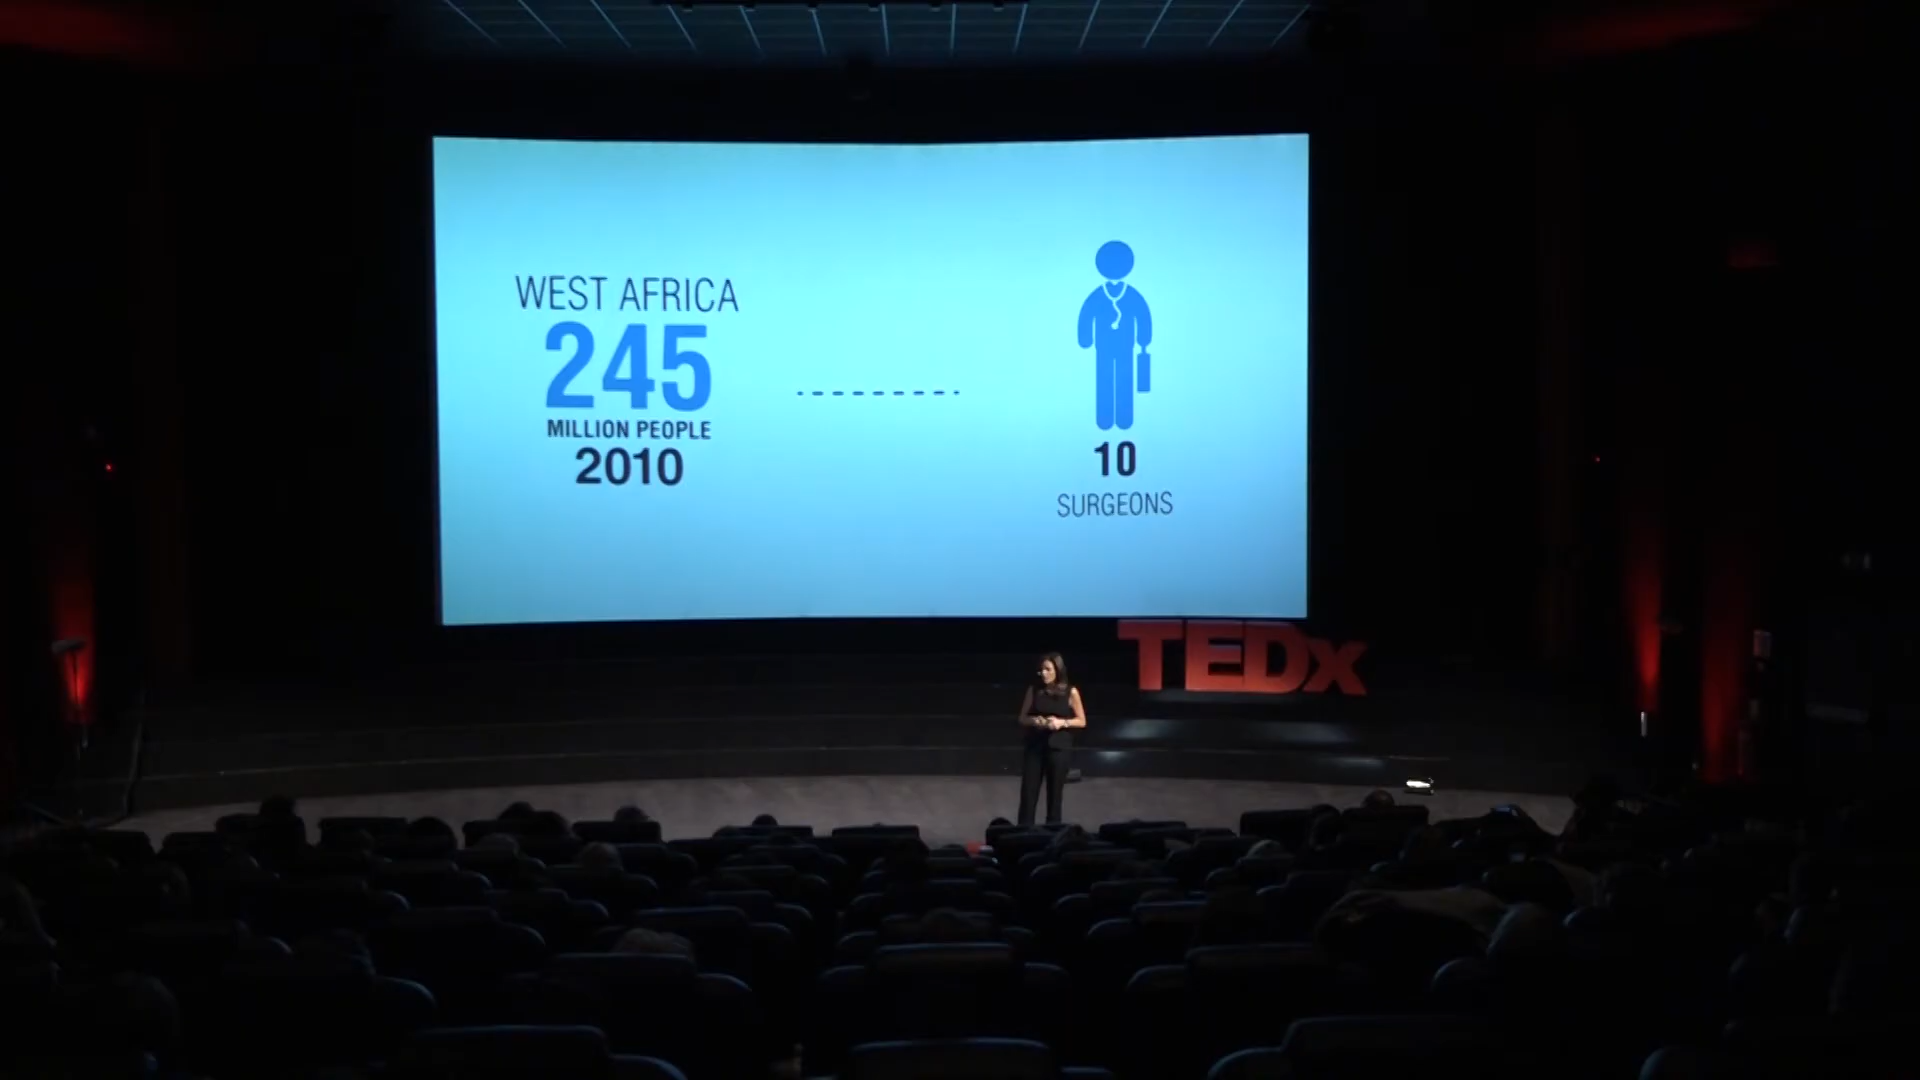 WEST AFRICA
245
MILLION PEOPLE
2010
10
SURGEONS
TEDx